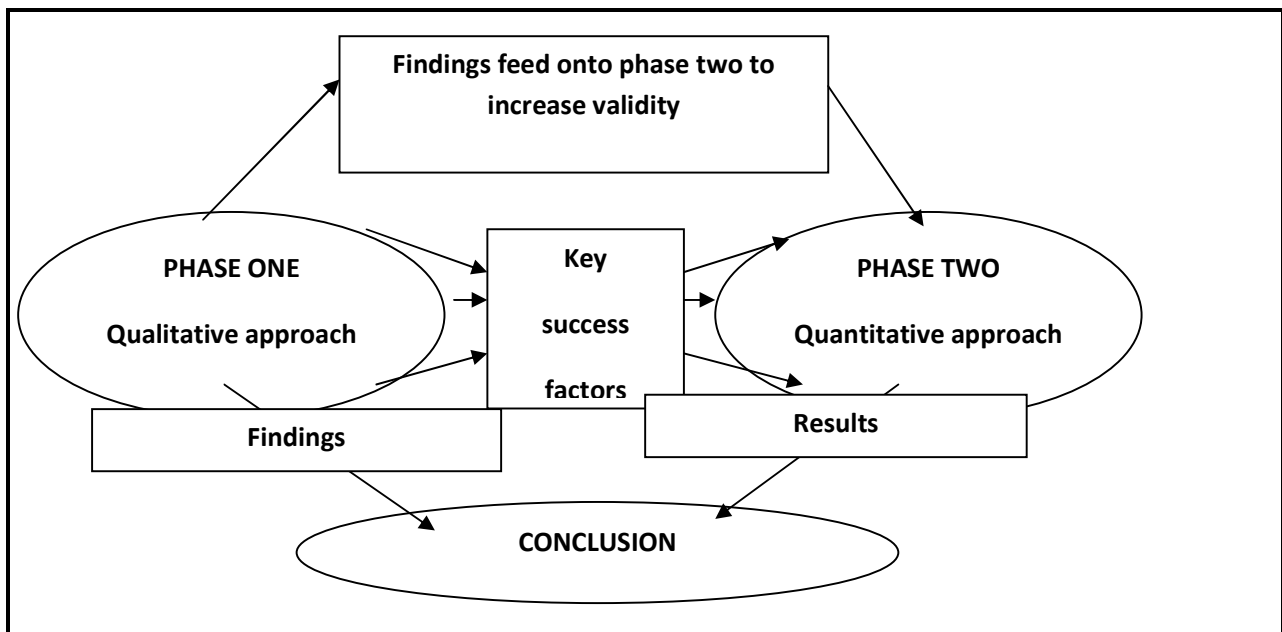 Findings feed onto phase two to
increase validity
PHASE ONE
Qualitative approach
Key
success
factors
PHASE TWO
Quantitative approach
Findings
Results
CONCLUSION